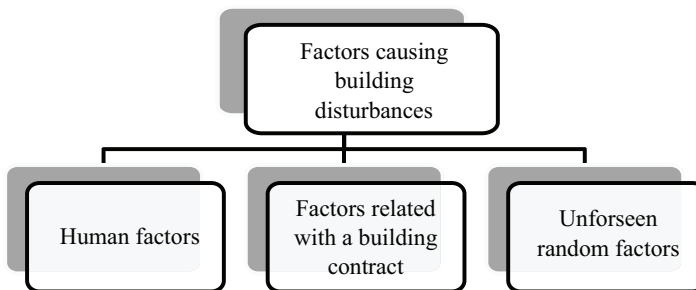 Factors causing
building
disturbances
Human factors
Factors related
with a building
contract
Unforseen
random factors